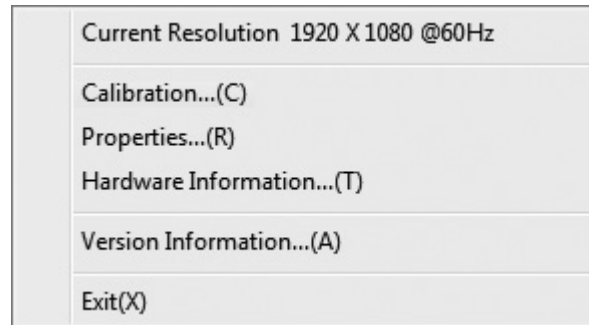 Current Resolution 1920 X 1080 @60Hz
Calibration...(C)
Properties...(R)
Hardware Information...(T)
Version Information...(A)
Exit(X)